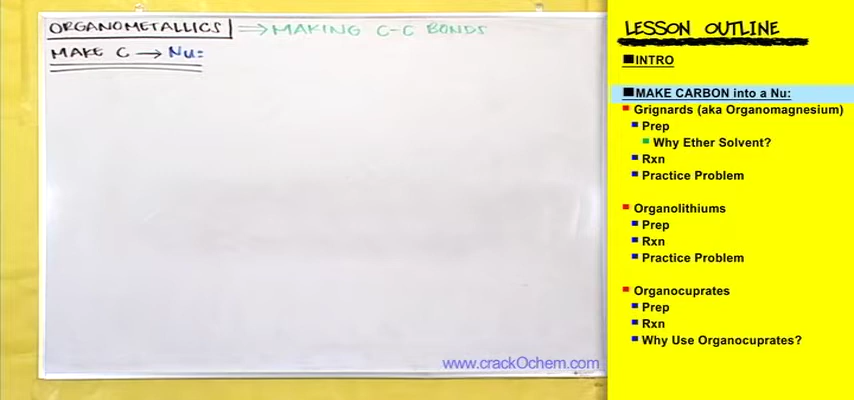 ORGANOMETALLICS ⇒ MAKING C-C BONDS
MAKE C → Nu:
www.crackOchem.com
LESSON OUTLINE
INTRO
MAKE CARBON into a Nu:
Grignards (aka Organomagnesium)
Prep
Why Ether Solvent?
Rxn
Practice Problem
Organolithiums
Prep
Rxn
Practice Problem
Organocuprates
Prep
Rxn
Why Use Organocuprates?